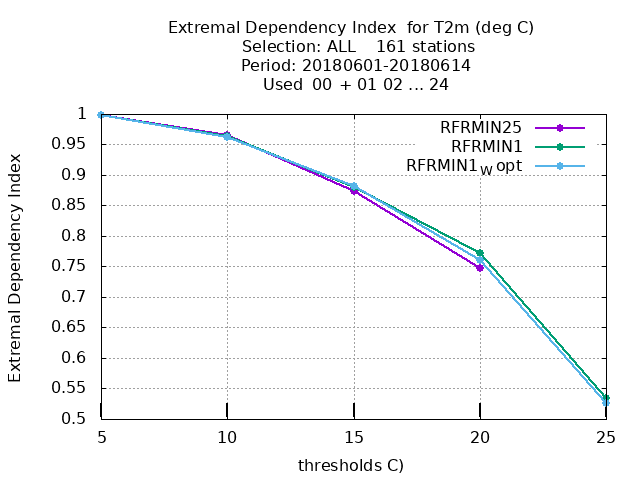 Extremal Dependency Index for T2m (deg C)
Selection: ALL 161 stations
Period: 20180601-20180614
Used 00 + 01 02 ... 24
1
0.95
0.9
0.85
0.8
0.75
0.7
0.65
0.6
0.55
0.5
5
10
15
20
25
Extremal Dependency Index
thresholds C)
RFRMIN25
RFRMIN1
RFRMIN1W opt